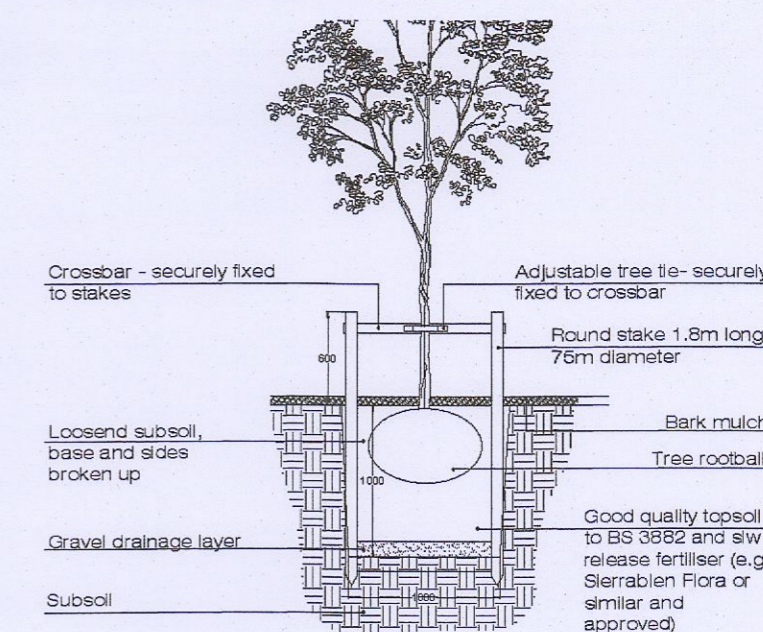 Crossbar - securely fixed
to stakes
Adjustable tree tie- securely
fixed to crossbar
Round stake 1.8m long
75m diameter
600
Loosend subsoil,
base and sides
broken up
Bark mulch
Tree rootball
1000
Good quality topsoil
to BS 3882 and slw
release fertiliser (e.g
Sierrablen Flora or
similar and
approved)
Gravel drainage layer
Subsoil
1000